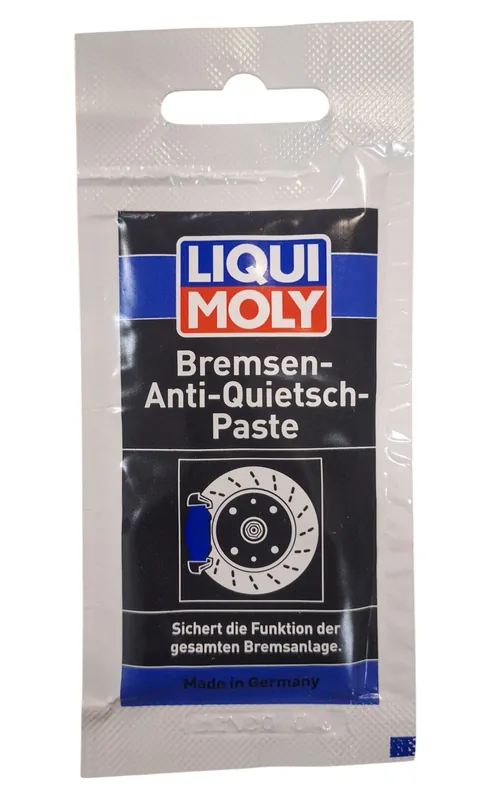 LIQUI
MOLY
Bremsen-
Anti-Quietsch-
Paste
Sichert die Funktion der
gesamten Bremsanlage.
Made in Germany